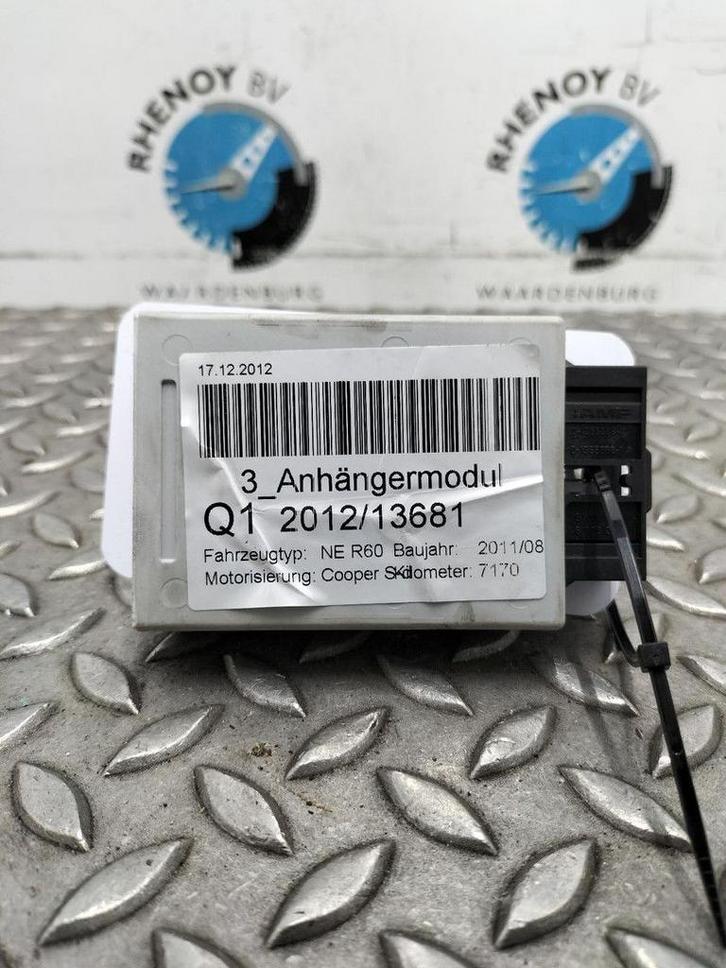 RHENOY BV
WAARDENBURG
RHENOY BV
WAARDENBURG
17.12.2012
3_Anhängermodul
Q1 2012/13681
Fahrzeugtyp: NE R60 Baujahr: 2011/08
Motorisierung: Cooper S Kilometer: 7170
AMP